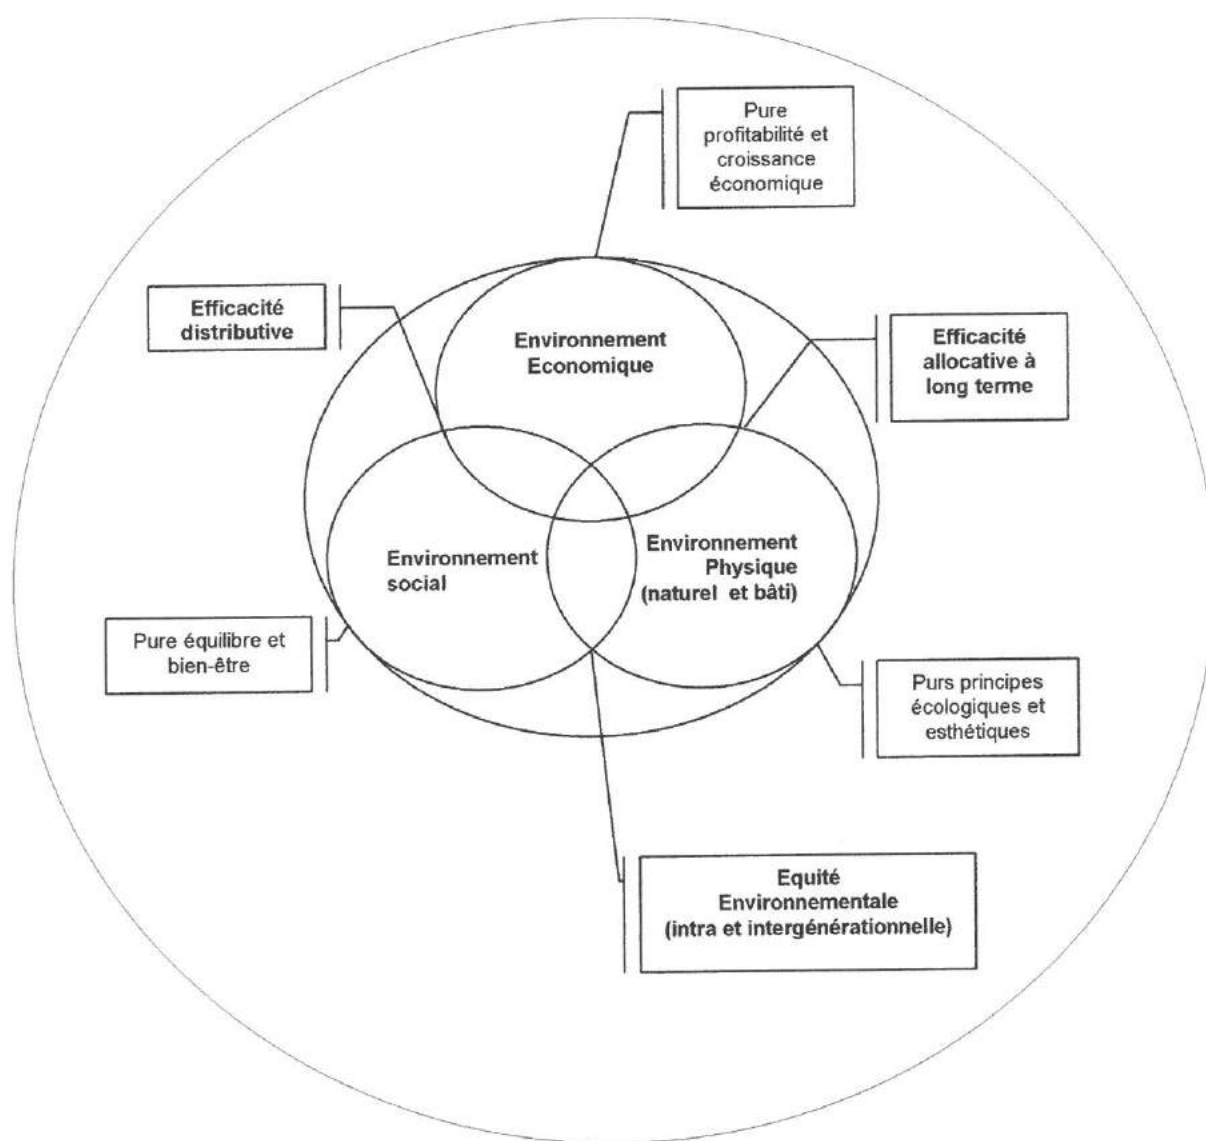 Pure
profitabilité et
croissance
économique
Efficacité
distributive
Environnement
Economique
Efficacité
allocative à
long terme
Environnement
social
Environnement
Physique
(naturel et bâti)
Pure équilibre et
bien-être
Purs principes
écologiques et
esthétiques
Equité
Environnementale
(intra et intergénérationnelle)